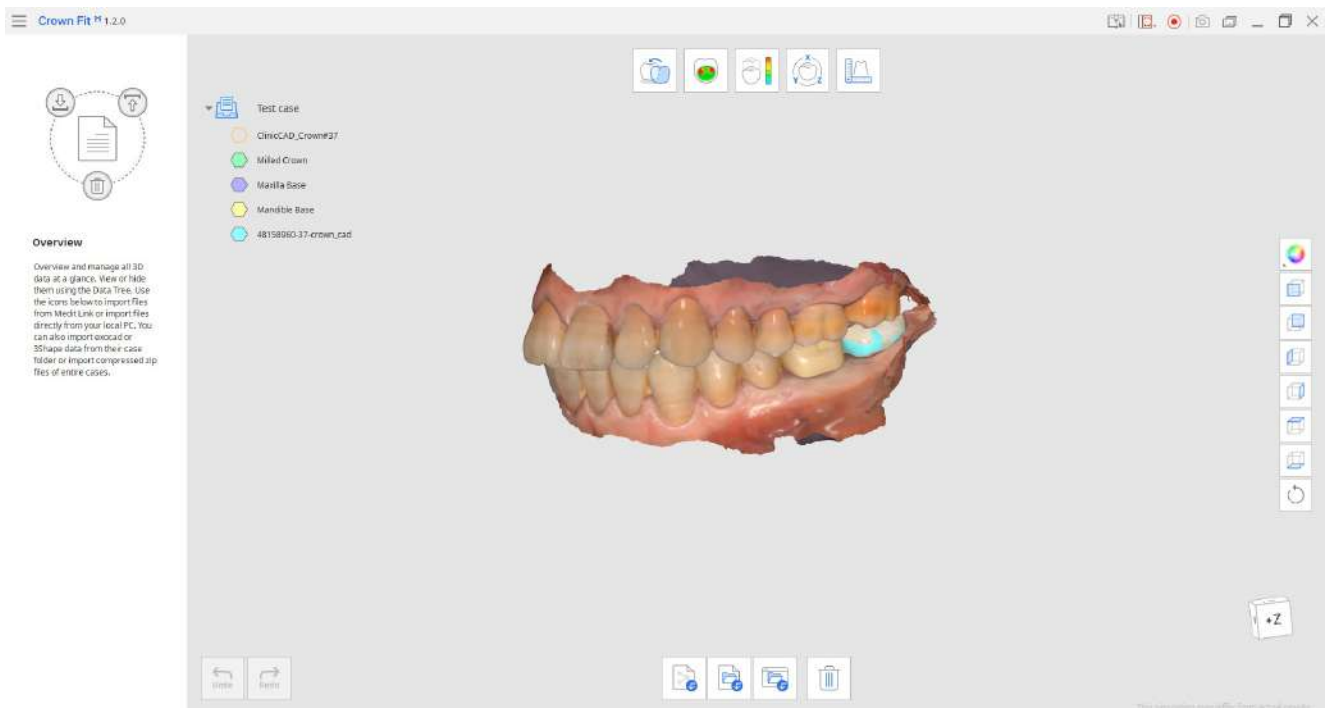 Crown Fit M 1.2.0
Test case
ClinicCAD_Crown#37
Milled Crown
Maxilla Base
Mandible Base
48158960-37-crown_cad
Overview
Overview and manage all 3D
data at a glance. View or hide
them using the Data Tree. Use
the icons below to import files
from Medit Link or import files
directly from your local PC. You
can also import exocad or
3Shape data from their case
folder or import compressed zip
files of entire cases.
X
Y
Z
+Z
Undo
Redo